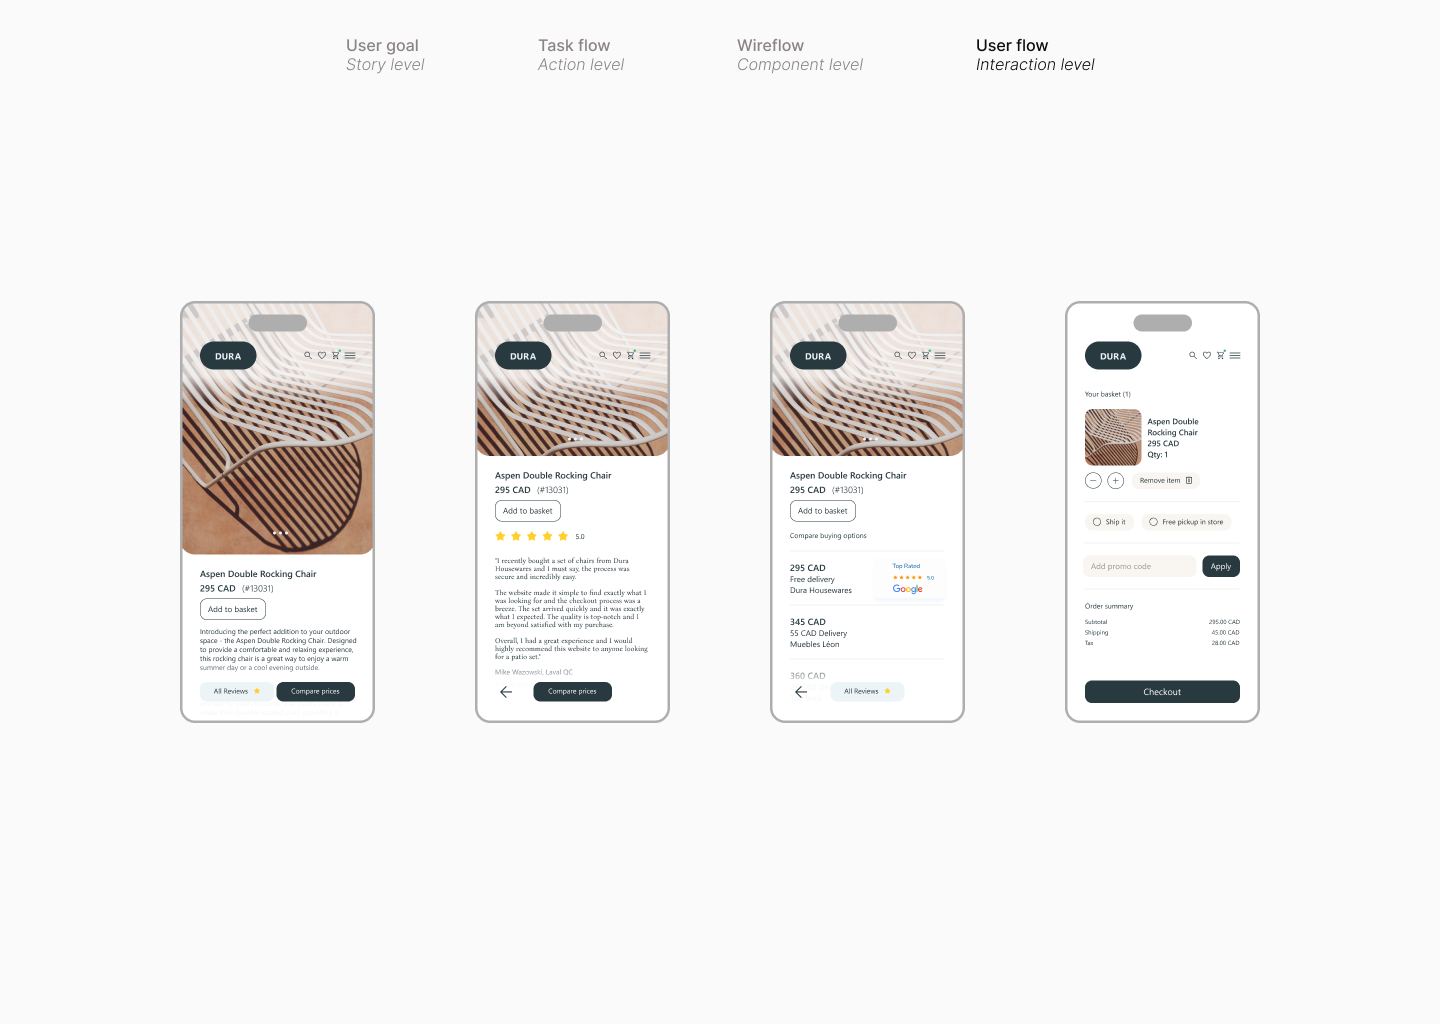 User goal
Story level
Task flow
Action level
Wireflow
Component level
User flow
Interaction level
DURA
Aspen Double Rocking Chair
295 CAD (#13031)
Add to basket
Introducing the perfect addition to your outdoor
space - the Aspen Double Rocking Chair. Designed
to provide a comfortable and relaxing experience,
this rocking chair is a great way to enjoy a warm
summer day or a cool evening outside.
All Reviews
Compare prices
DURA
Aspen Double Rocking Chair
295 CAD (#13031)
Add to basket
5.0
"I recently bought a set of chairs from Dura
Housewares and I must say, the process was
secure and incredibly easy.
The website made it simple to find exactly what I
was looking for and the checkout process was a
breeze. The set arrived quickly and it was exactly
what I expected. The quality is top-notch and I
am beyond satisfied with my purchase.
Overall, I had a great experience and I would
highly recommend this website to anyone looking
for a patio set."
Mike Wazowski, Laval QC
Compare prices
DURA
Aspen Double Rocking Chair
295 CAD (#13031)
Add to basket
Compare buying options
295 CAD
Free delivery
Dura Housewares
Top Rated
5.0
Google
345 CAD
55 CAD Delivery
Muebles Léon
360 CAD
All Reviews
DURA
Your basket (1)
Aspen Double
Rocking Chair
295 CAD
Qty: 1
Remove item
Ship it
Free pickup in store
Add promo code
Apply
Order summary
Subtotal 295.00 CAD
Shipping 45.00 CAD
Tax 28.00 CAD
Checkout